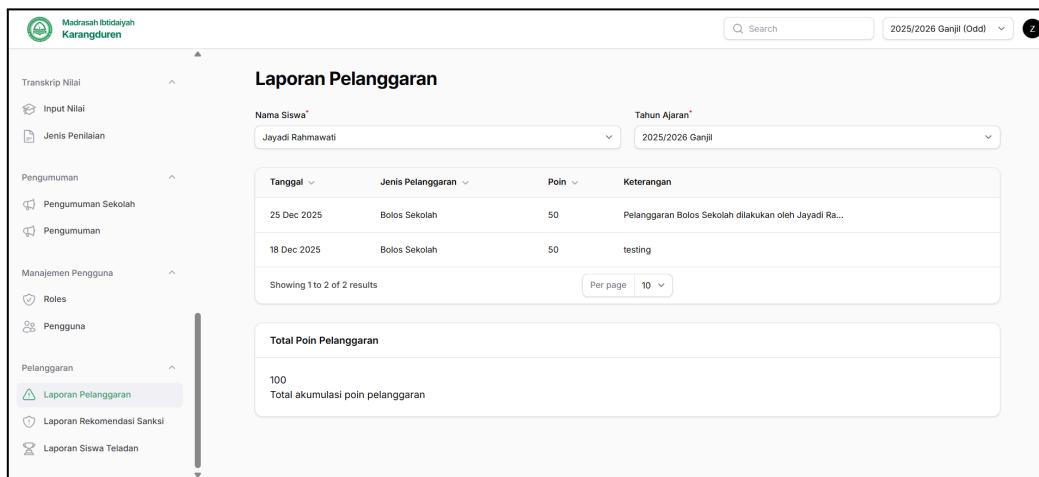 Madrasah Ibtidaiyah
Karangduren
Search
2025/2026 Ganjil (Odd)
Z
Transkrip Nilai
Input Nilai
Jenis Penilaian
Pengumuman
Pengumuman Sekolah
Pengumuman
Manajemen Pengguna
Roles
Pengguna
Pelanggaran
Laporan Pelanggaran
Laporan Rekomendasi Sanksi
Laporan Siswa Teladan
Laporan Pelanggaran
Nama Siswa* Tahun Ajaran*
Jayadi Rahmawati 2025/2026 Ganjil
Tanggal Jenis Pelanggaran Poin Keterangan
25 Dec 2025 Bolos Sekolah 50 Pelanggaran Bolos Sekolah dilakukan oleh Jayadi Ra...
18 Dec 2025 Bolos Sekolah 50 testing
Showing 1 to 2 of 2 results Per page 10
Total Poin Pelanggaran
100
Total akumulasi poin pelanggaran